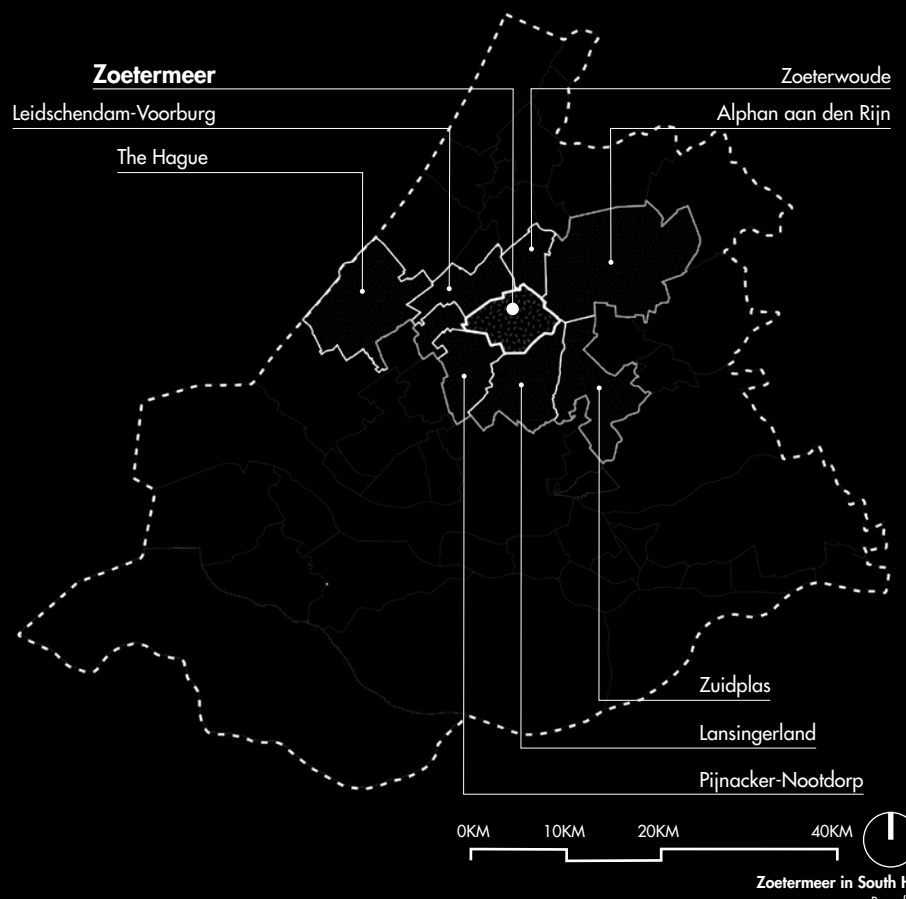 Zoetermeer
Zoeterwoude
Leidschendam-Voorburg
Alphan aan den Rijn
The Hague
Zuidplas
Lansingerland
Pijnacker-Nootdorp
0KM 10KM 20KM 40KM
Zoetermeer in South H